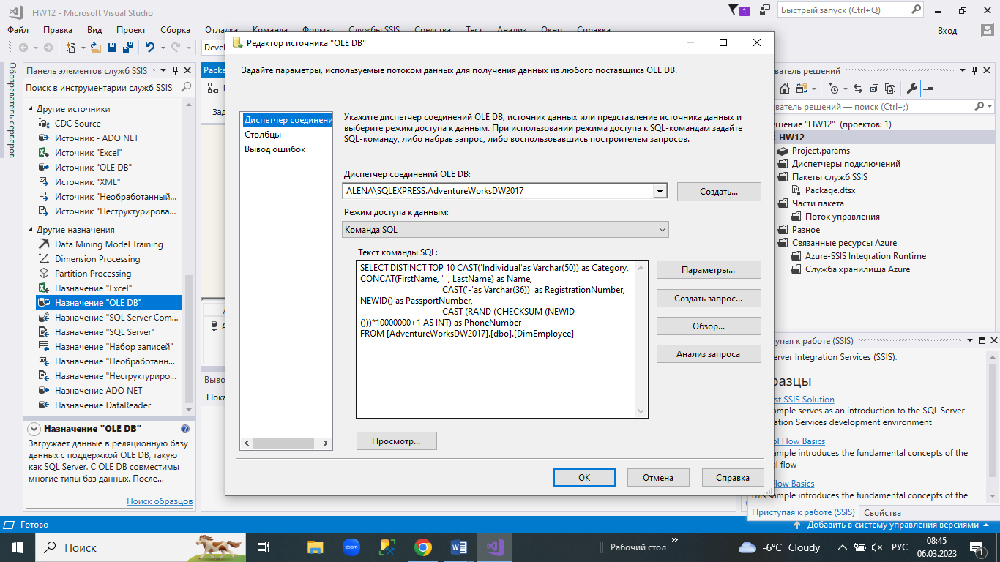 HW12 - Microsoft Visual Studio
1
Быстрый запуск (Ctrl+Q)
Файл Правка Вид Проект Сборка Отладка Команда Формат Службы SSIS Средства Тест Анализ Окно Справка
Вход
Devel
Обозреватель серверов
Панель элементов служб SSIS
Поиск в инструментарии служб SSIS
Другие источники
CDC Source
Источник - ADO NET
Источник "Excel"
Источник "OLE DB"
Источник "XML"
Источник "Необработанный...
Источник "Неструктурирова...
Другие назначения
Data Mining Model Training
Dimension Processing
Partition Processing
Назначение "Excel"
Назначение "OLE DB"
Назначение "SQL Server Com...
Назначение "SQL Server"
Назначение "Набор записей"
Назначение "Необработанн...
Назначение "Неструктуриро...
Назначение ADO NET
Назначение DataReader
Назначение "OLE DB"
Загружает данные в реляционную базу
данных с поддержкой OLE DB, такую
как SQL Server. С OLE DB совместимы
многие типы баз данных. После...
Поиск образцов
Packa
Зад
Выво
Пока
Редактор источника "OLE DB"
Задайте параметры, используемые потоком данных для получения данных из любого поставщика OLE DB.
Диспетчер соединени
Столбцы
Вывод ошибок
Укажите диспетчер соединений OLE DB, источник данных или представление источника данных и
выберите режим доступа к данным. При использовании режима доступа к SQL-командам задайте
SQL-команду, либо набрав запрос, либо воспользовавшись построителем запросов.
Диспетчер соединений OLE DB:
ALENA\SQLEXPRESS.AdventureWorksDW2017
Создать...
Режим доступа к данным:
Команда SQL
Текст команды SQL:
SELECT DISTINCT TOP 10 CAST('Individual'as Varchar(50)) as Category,
CONCAT(FirstName, ' ', LastName) as Name,
CAST('-'as Varchar(36)) as RegistrationNumber,
NEWID() as PassportNumber,
CAST (RAND (CHECKSUM (NEWID
()))*10000000+1 AS INT) as PhoneNumber
FROM [AdventureWorksDW2017].[dbo].[DimEmployee]
Параметры...
Создать запрос...
Обзор...
Анализ запроса
Просмотр...
ОК
Отмена
Справка
ватель решений
ватель решений — поиск (Ctrl+;)
ешение "HW12" (проектов: 1)
HW12
Project.params
Диспетчеры подключений
Пакеты служб SSIS
Package.dtsx
Части пакета
Поток управления
Разное
Связанные ресурсы Azure
Azure-SSIS Integration Runtime
Служба хранилища Azure
тупая к работе (SSIS)
erver Integration Services (SSIS).
разцы
st SSIS Solution
ample serves as an introduction to the SQL Server
ation Services development environment
ol Flow Basics
ample introduces the fundamental concepts of the
ol flow
Flow Basics
This sample introduces the fundamental concepts of the
Приступая к работе (SSIS) Свойства
Готово
Добавить в систему управления версиями
Поиск
zoom
Рабочий стол
-6°C Cloudy
РУС
08:45
06.03.2023
1